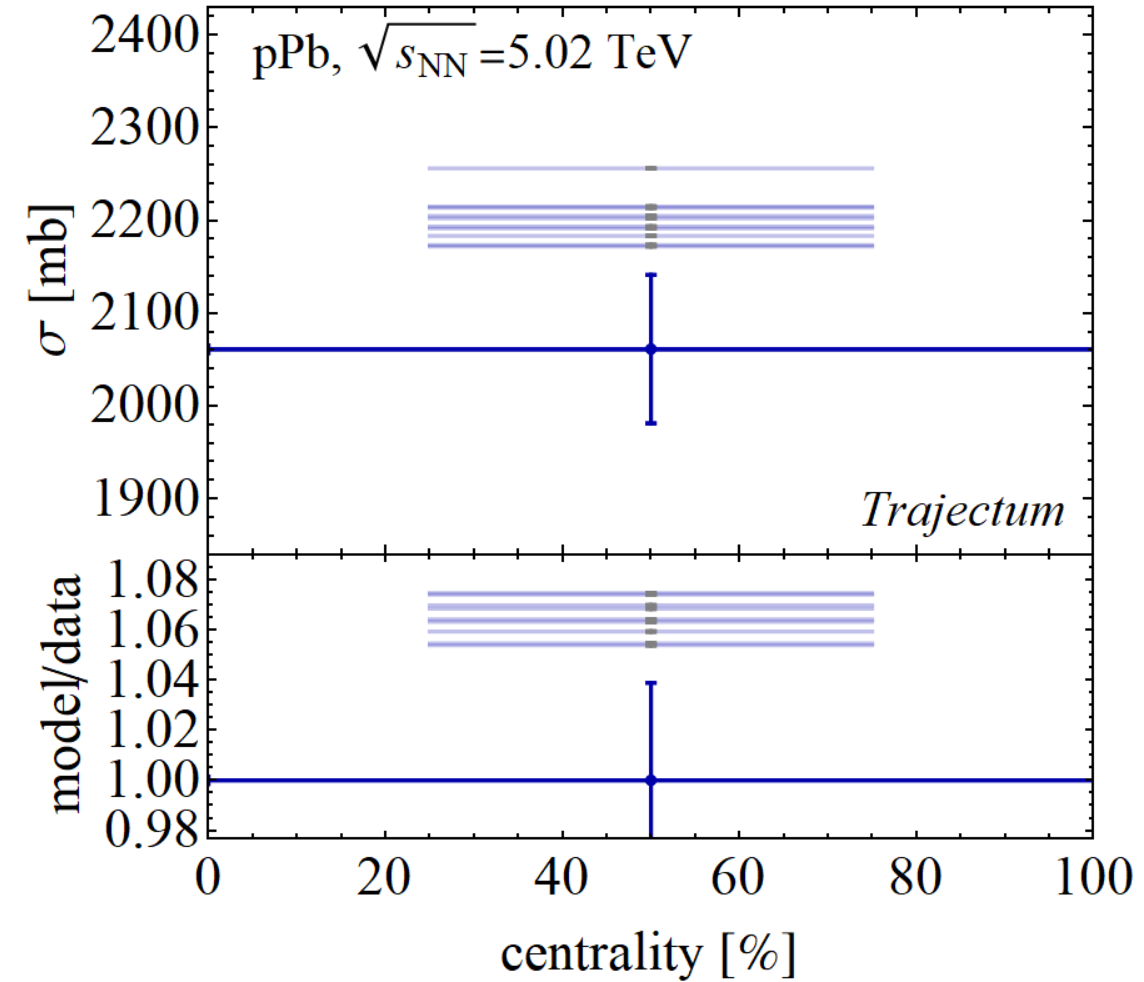 pPb, √sNN=5.02 TeV
2400
2300
2200
2100
2000
1900
σ [mb]
Trajectum
1.08
1.06
1.04
1.02
1.00
0.98
model/data
0 20 40 60 80 100
centrality [%]